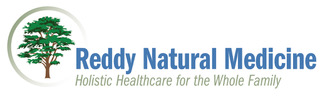 Reddy Natural Medicine
Holistic Healthcare for the Whole Family